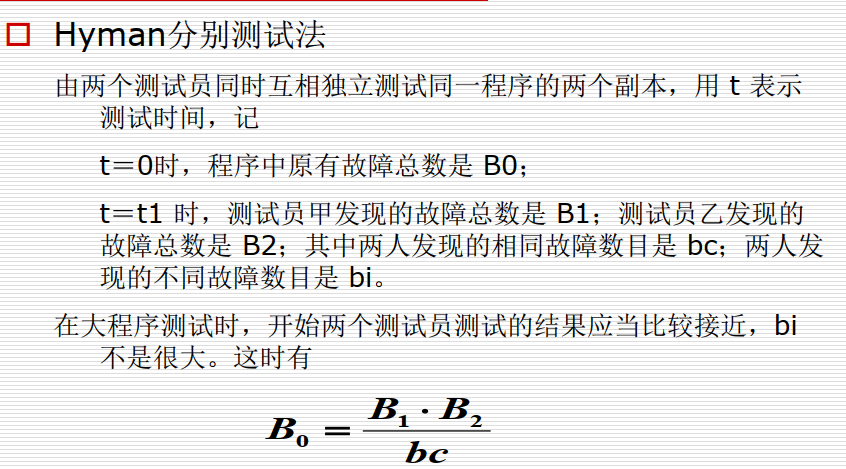 Hyman分别测试法
由两个测试员同时互相独立测试同一程序的两个副本，用 t 表示
测试时间，记
t＝0时，程序中原有故障总数是 B0；
t＝t1 时，测试员甲发现的故障总数是 B1；测试员乙发现的
故障总数是 B2；其中两人发现的相同故障数目是 bc；两人发
现的不同故障数目是 bi。
在大程序测试时，开始两个测试员测试的结果应当比较接近，bi
不是很大。这时有
B₀ = B₁ · B₂ / bc